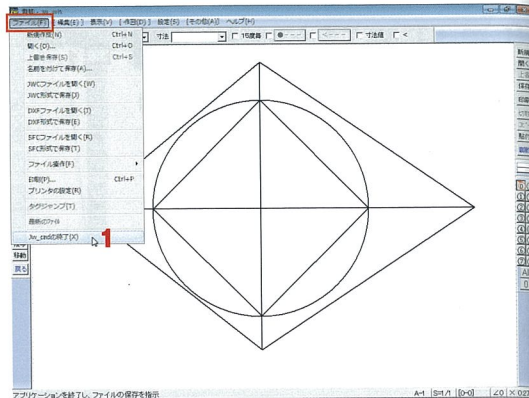 ファイル(F) [編集(E)] 表示(V) [作図(D)] 設定(S) [その他(A)] ヘルプ(H)
寸法 15度毎 寸法値 <
新規作成(N) Ctrl+N
開く(O)... Ctrl+O
上書き保存(S) Ctrl+S
名前を付けて保存(A)...
JWCファイルを開く(W)
JWC形式で保存(J)
DXFファイルを開く(I)
DXF形式で保存(E)
SFCファイルを開く(R)
SFC形式で保存(T)
ファイル操作(F)
印刷(P)... Ctrl+P
プリンタの設定(R)
タグジャンプ(T)
最新のファイル
Jw_cadの終了(X)
1
移動
戻る
アプリケーションを終了し、ファイルの保存を指示
A-4 S=1/1 [0-0] ∠0